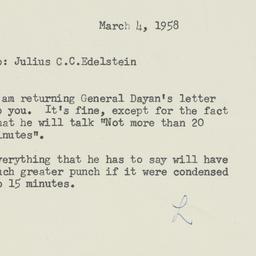 March 4, 1958
o: Julius C.C.Edelstein
am returning General Dayan's letter
o you.  It's fine, except for the fact
hat he will talk "Not more than 20
inutes".
verything that he has to say will have
uch greater punch if it were condensed
o 15 minutes.
L